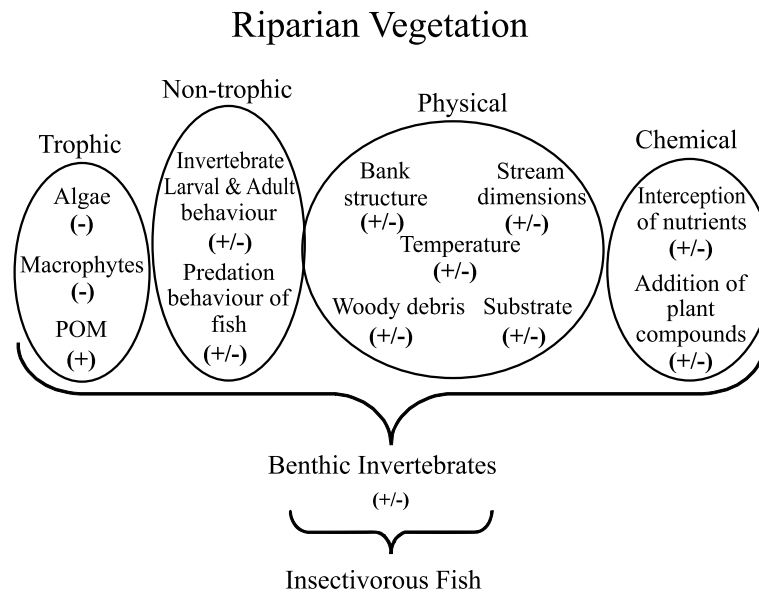 Riparian Vegetation
Trophic
Algae
(-)
Macrophytes
(-)
POM
(+)
Non-trophic
Invertebrate
Larval & Adult
behaviour
(+/-)
Predation
behaviour of
fish
(+/-)
Physical
Bank
structure
(+/-)
Stream
dimensions
(+/-)
Temperature
(+/-)
Woody debris
(+/-)
Substrate
(+/-)
Chemical
Interception
of nutrients
(+/-)
Addition of
plant
compounds
(+/-)
Benthic Invertebrates
(+/-)
Insectivorous Fish